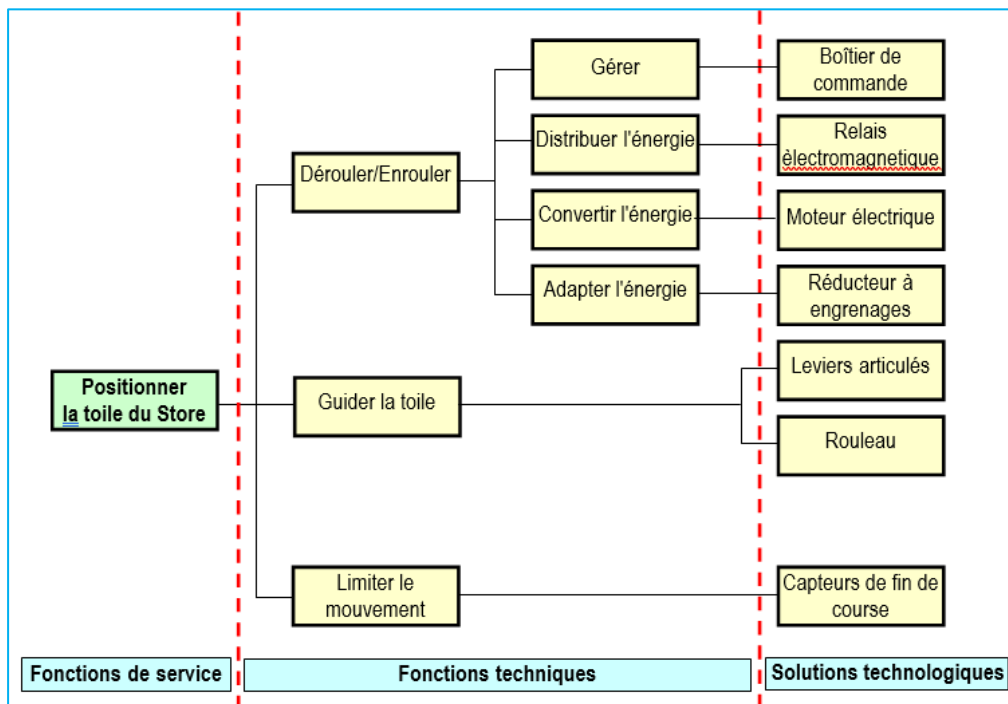 Gérer
Boîtier de
commande
Distribuer l'énergie
Relais
èlectromagnetique
Dérouler/Enrouler
Convertir l'énergie
Moteur électrique
Adapter l'énergie
Réducteur à
engrenages
Positionner
la toile du Store
Guider la toile
Leviers articulés
Rouleau
Limiter le
mouvement
Capteurs de fin de
course
Fonctions de service
Fonctions techniques
Solutions technologiques